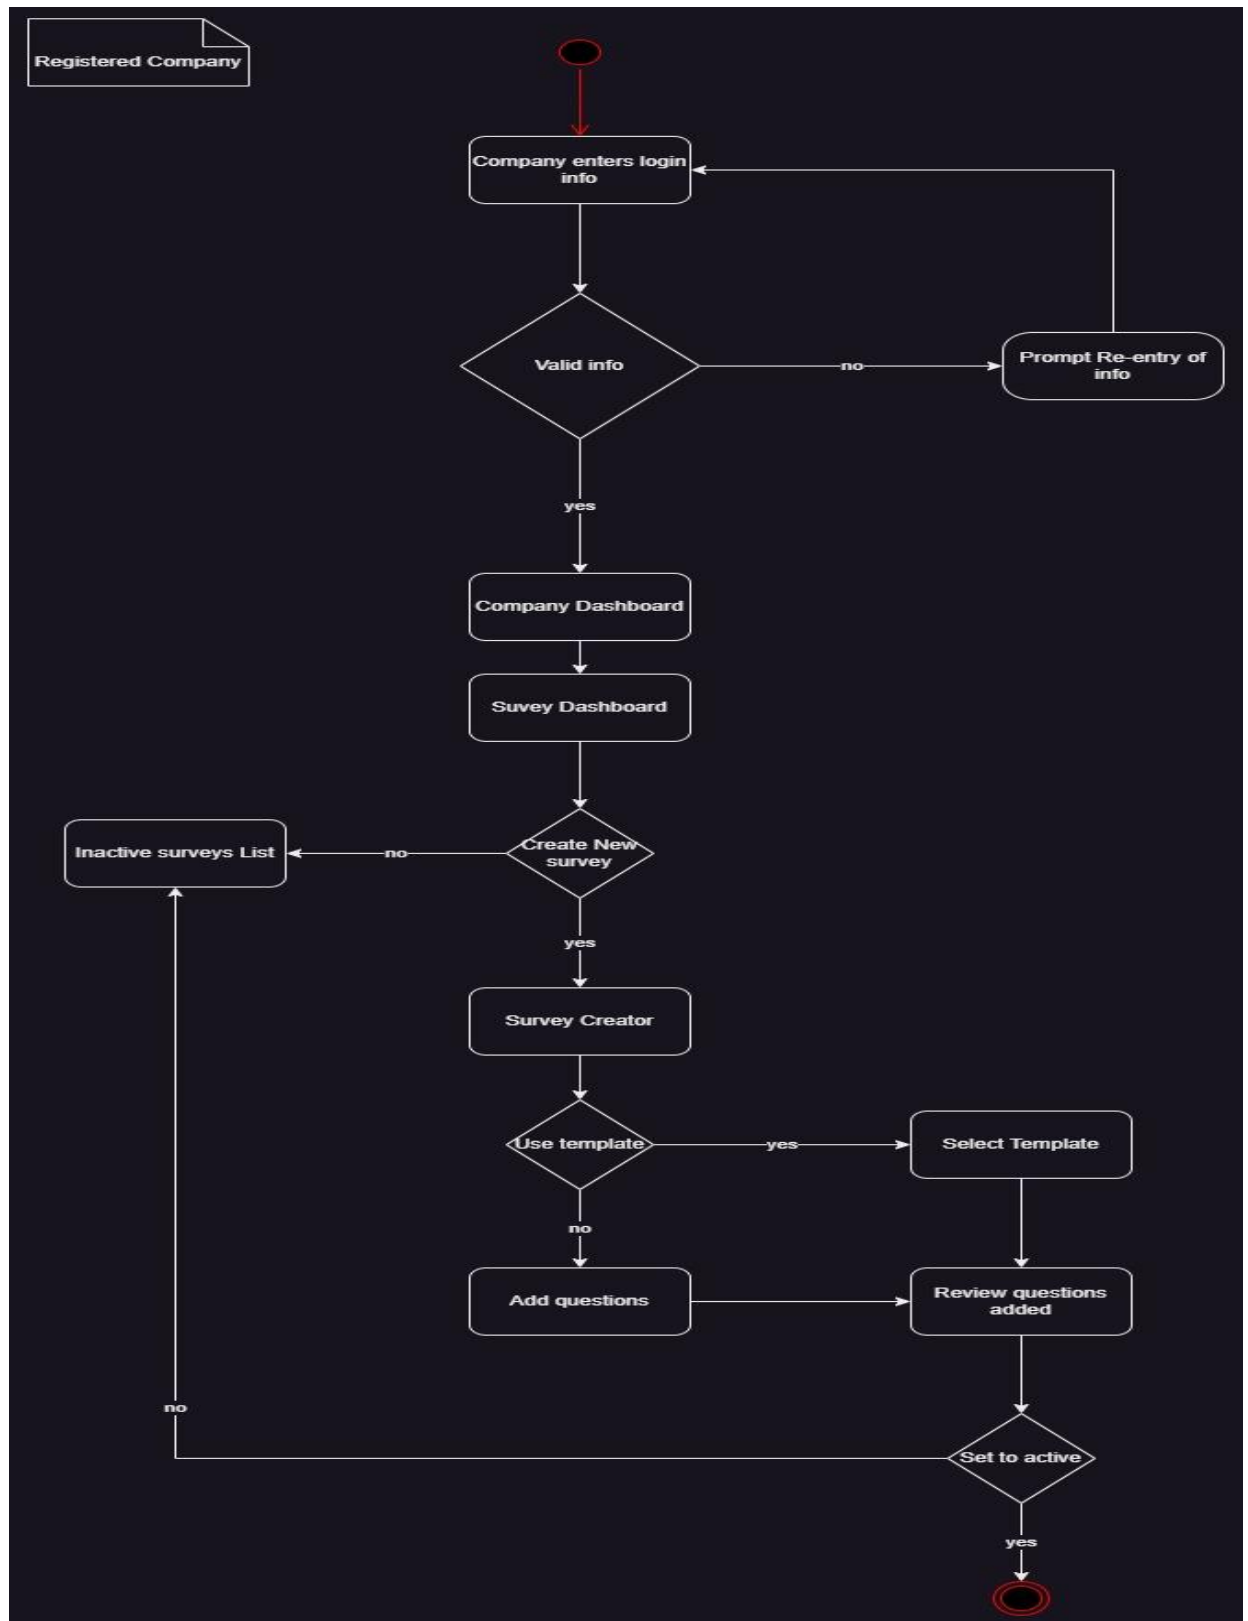 Registered Company
Company enters login
info
Valid info
no
Prompt Re-entry of
info
yes
Company Dashboard
Suvey Dashboard
Create New
survey
no
Inactive surveys List
yes
Survey Creator
Use template
yes
Select Template
no
Add questions
Review questions
added
no
Set to active
yes